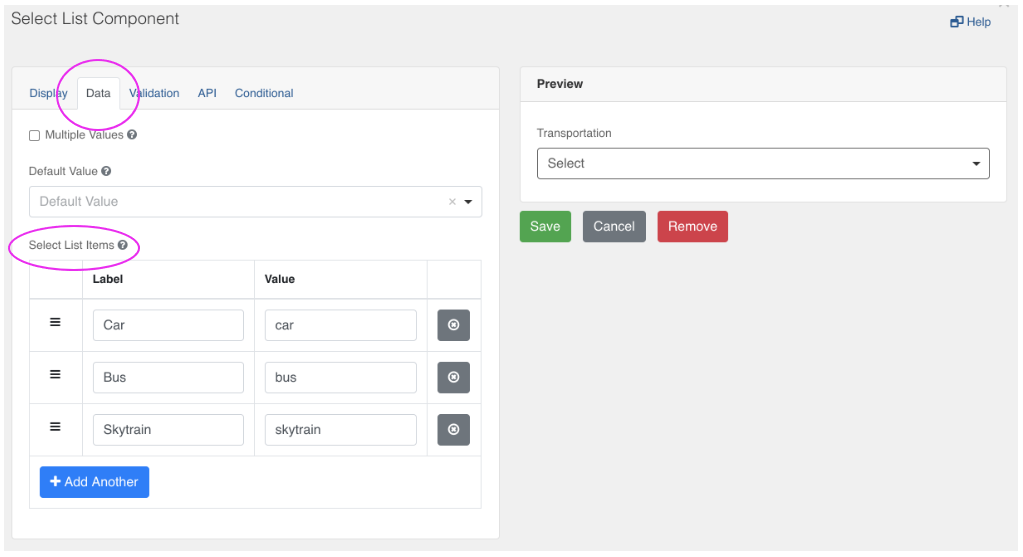 Select List Component
Help
Display Data Validation API Conditional
Multiple Values
Default Value
Default Value
Select List Items
Label Value
Car car
Bus bus
Skytrain skytrain
Add Another
Preview
Transportation
Select
Save Cancel Remove